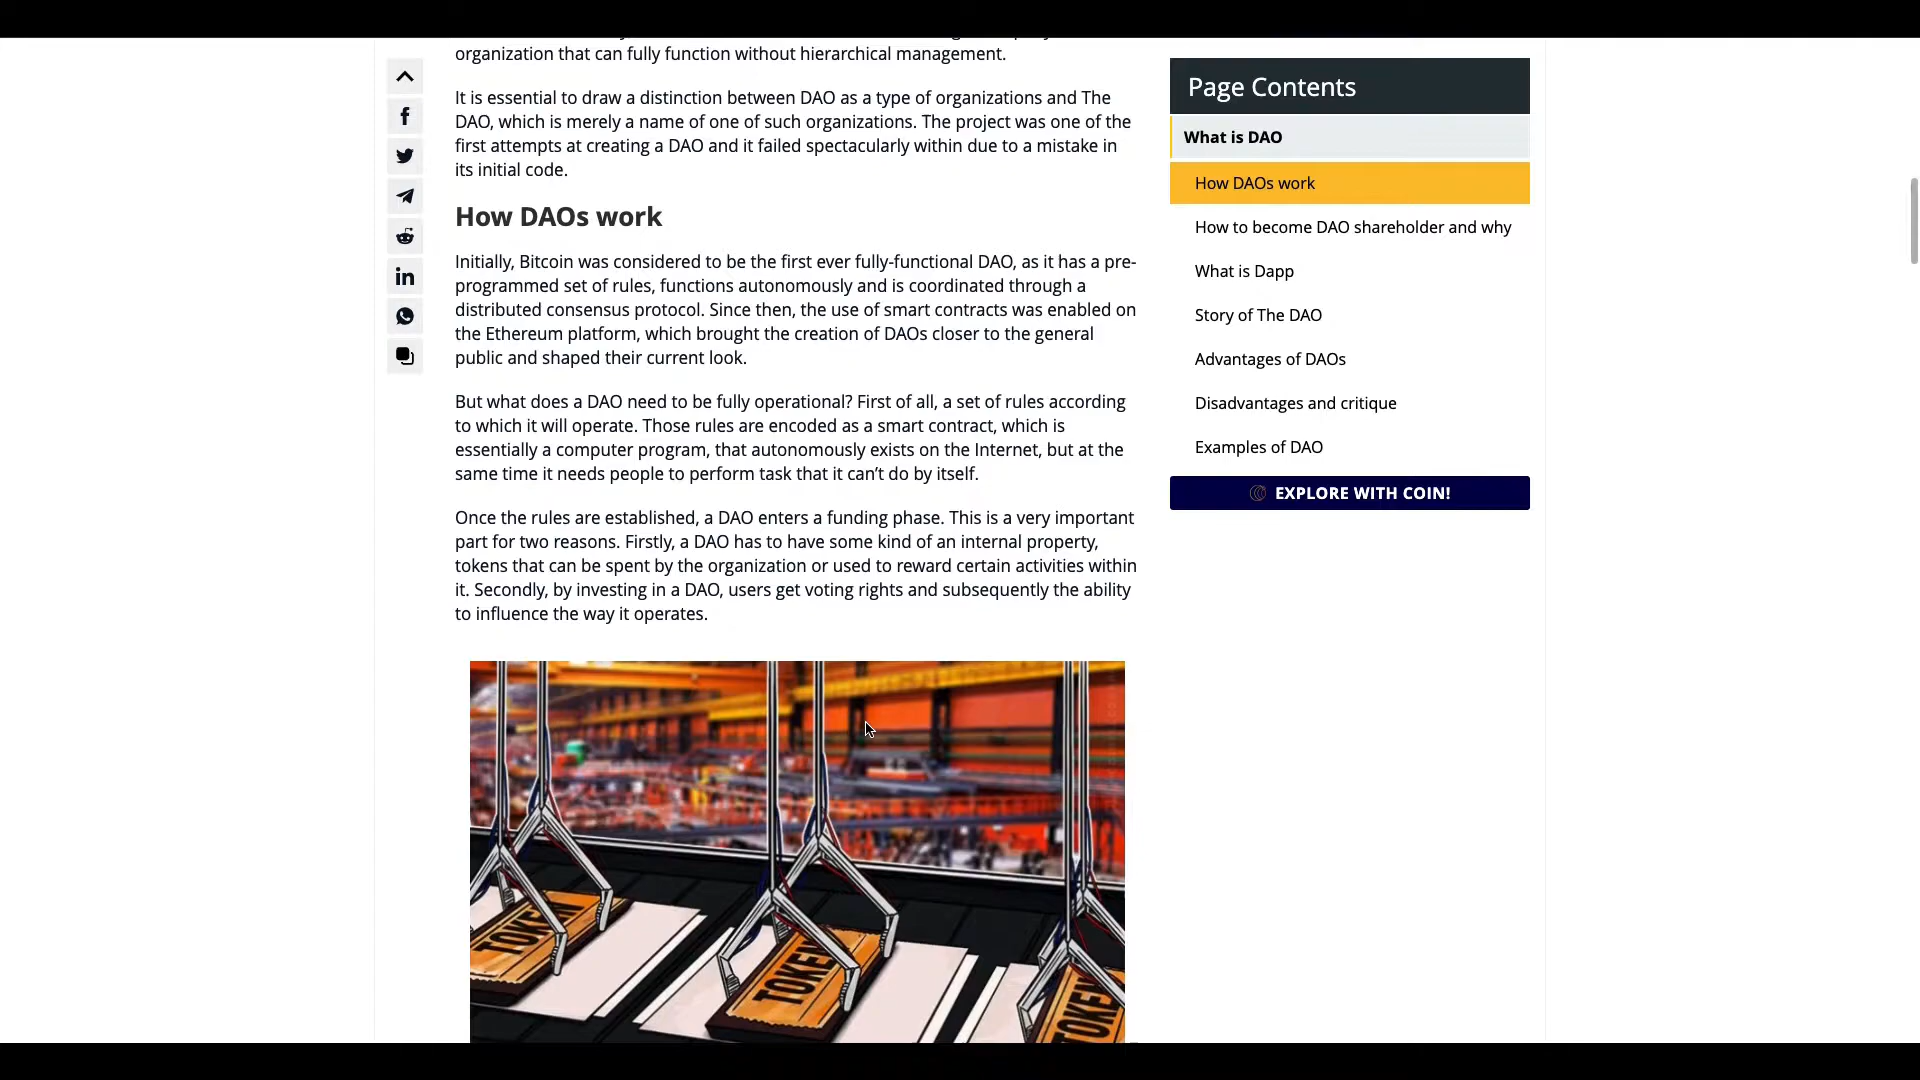 organization that can fully function without hierarchical management.
It is essential to draw a distinction between DAO as a type of organizations and The
DAO, which is merely a name of one of such organizations. The project was one of the
first attempts at creating a DAO and it failed spectacularly within due to a mistake in
its initial code.
How DAOs work
Initially, Bitcoin was considered to be the first ever fully-functional DAO, as it has a pre-
programmed set of rules, functions autonomously and is coordinated through a
distributed consensus protocol. Since then, the use of smart contracts was enabled on
the Ethereum platform, which brought the creation of DAOs closer to the general
public and shaped their current look.
But what does a DAO need to be fully operational? First of all, a set of rules according
to which it will operate. Those rules are encoded as a smart contract, which is
essentially a computer program, that autonomously exists on the Internet, but at the
same time it needs people to perform task that it can’t do by itself.
Once the rules are established, a DAO enters a funding phase. This is a very important
part for two reasons. Firstly, a DAO has to have some kind of an internal property,
tokens that can be spent by the organization or used to reward certain activities within
it. Secondly, by investing in a DAO, users get voting rights and subsequently the ability
to influence the way it operates.
TOKEN
TOKEN
TOKEN
Page Contents
What is DAO
How DAOs work
How to become DAO shareholder and why
What is Dapp
Story of The DAO
Advantages of DAOs
Disadvantages and critique
Examples of DAO
EXPLORE WITH COIN!